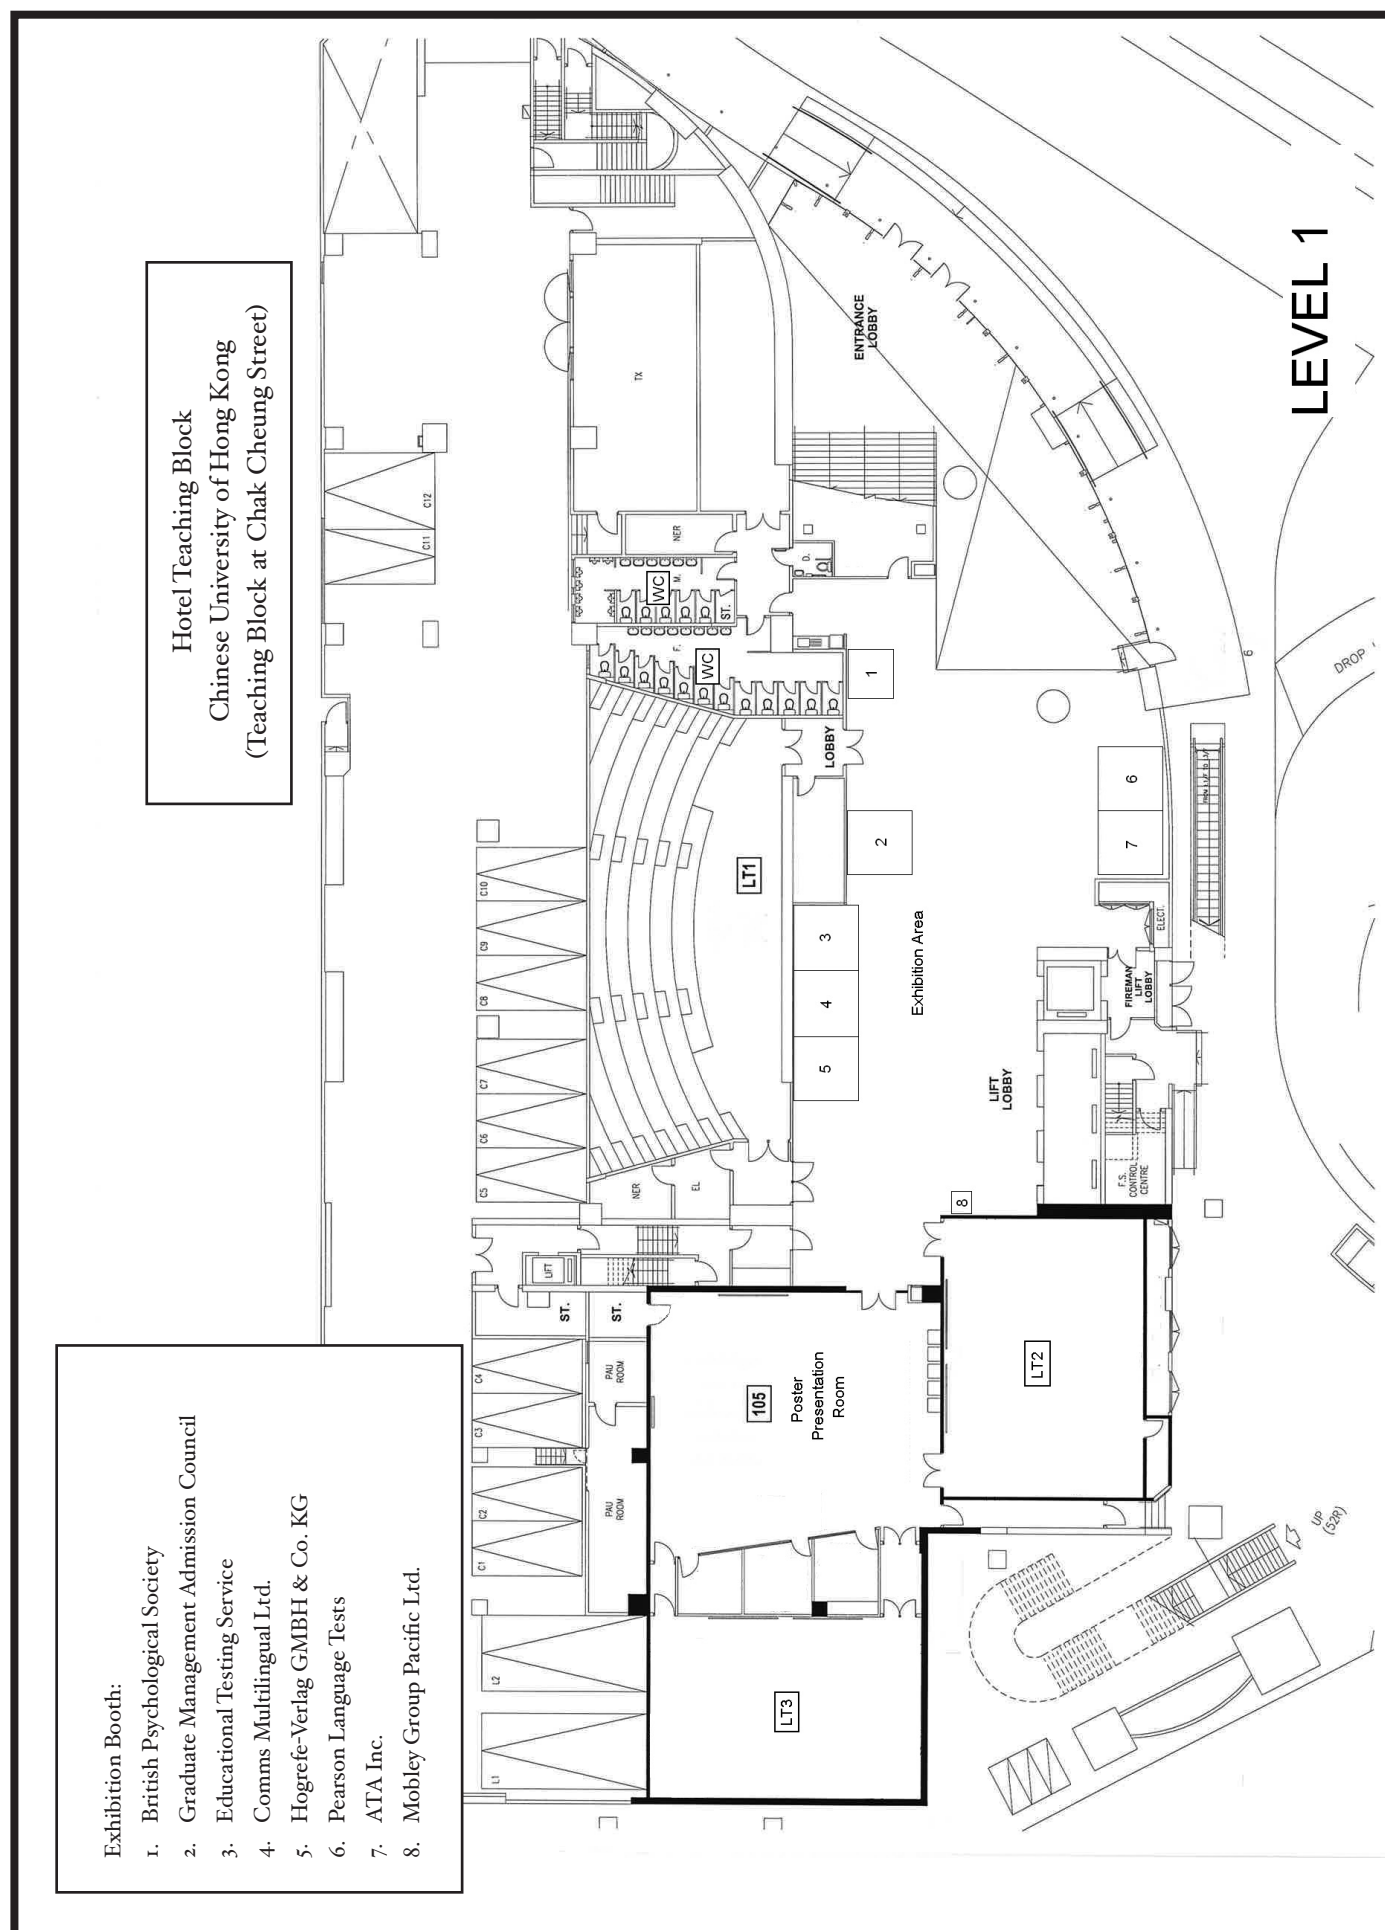 Hotel Teaching Block
Chinese University of Hong Kong
(Teaching Block at Chak Cheung Street)
LEVEL 1
Exhibition Booth:
1. British Psychological Society
2. Graduate Management Admission Council
3. Educational Testing Service
4. Comms Multilingual Ltd.
5. Hogrefe-Verlag GMBH & Co. KG
6. Pearson Language Tests
7. ATA Inc.
8. Mobley Group Pacific Ltd.
L1
L2
C1
C2
C3
C4
C5
C6
C7
C8
C9
C10
C11
C12
PAU
ROOM
PAU
ROOM
ST.
ST.
LIFT
NER
EL
LT1
LT3
105
Poster
Presentation
Room
LT2
8
5
4
3
2
1
Exhibition Area
LOBBY
WC
F.
WC
M.
ST.
NER
TX
D.
ENTRANCE
LOBBY
LIFT
LOBBY
F.S.
CONTROL
CENTRE
FIREMAN
LIFT
LOBBY
ELECT.
7
6
6
DROP
UP
(S2R)